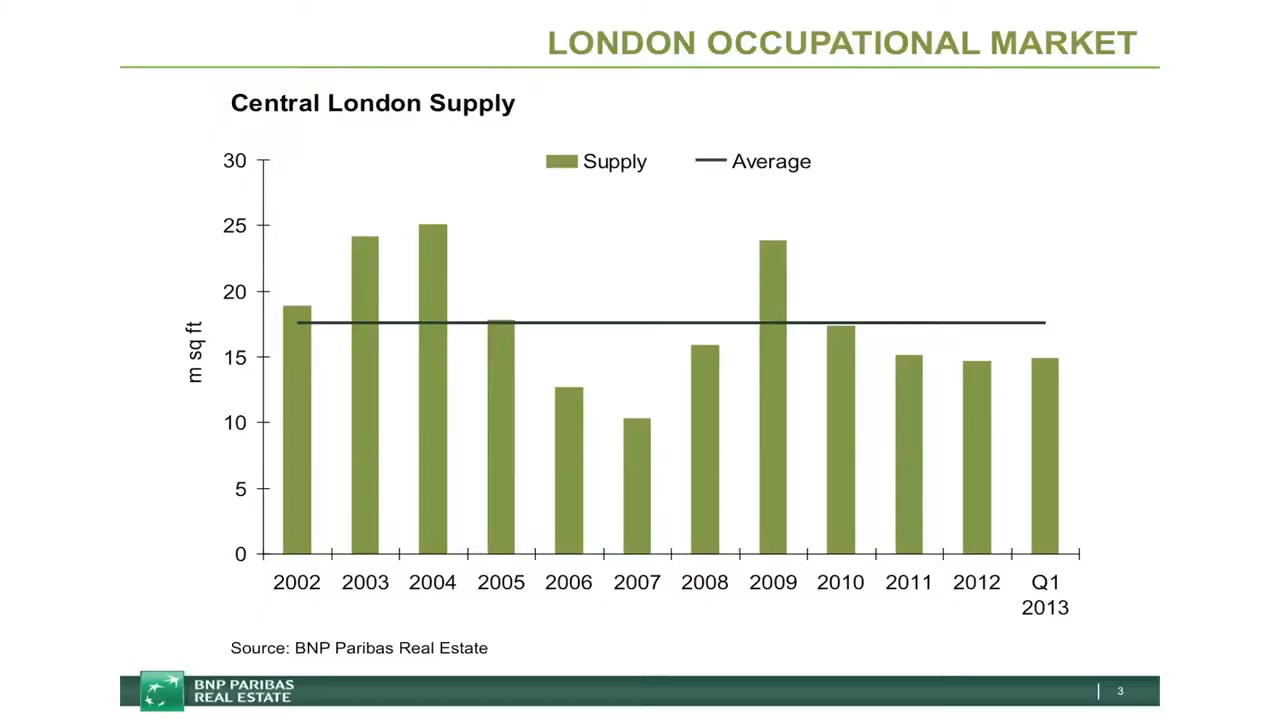 LONDON OCCUPATIONAL MARKET
Central London Supply
Supply
Average
30
25
20
15
10
5
0
m sq ft
2002 2003 2004 2005 2006 2007 2008 2009 2010 2011 2012 Q1
2013
Source: BNP Paribas Real Estate
BNP PARIBAS
REAL ESTATE
3